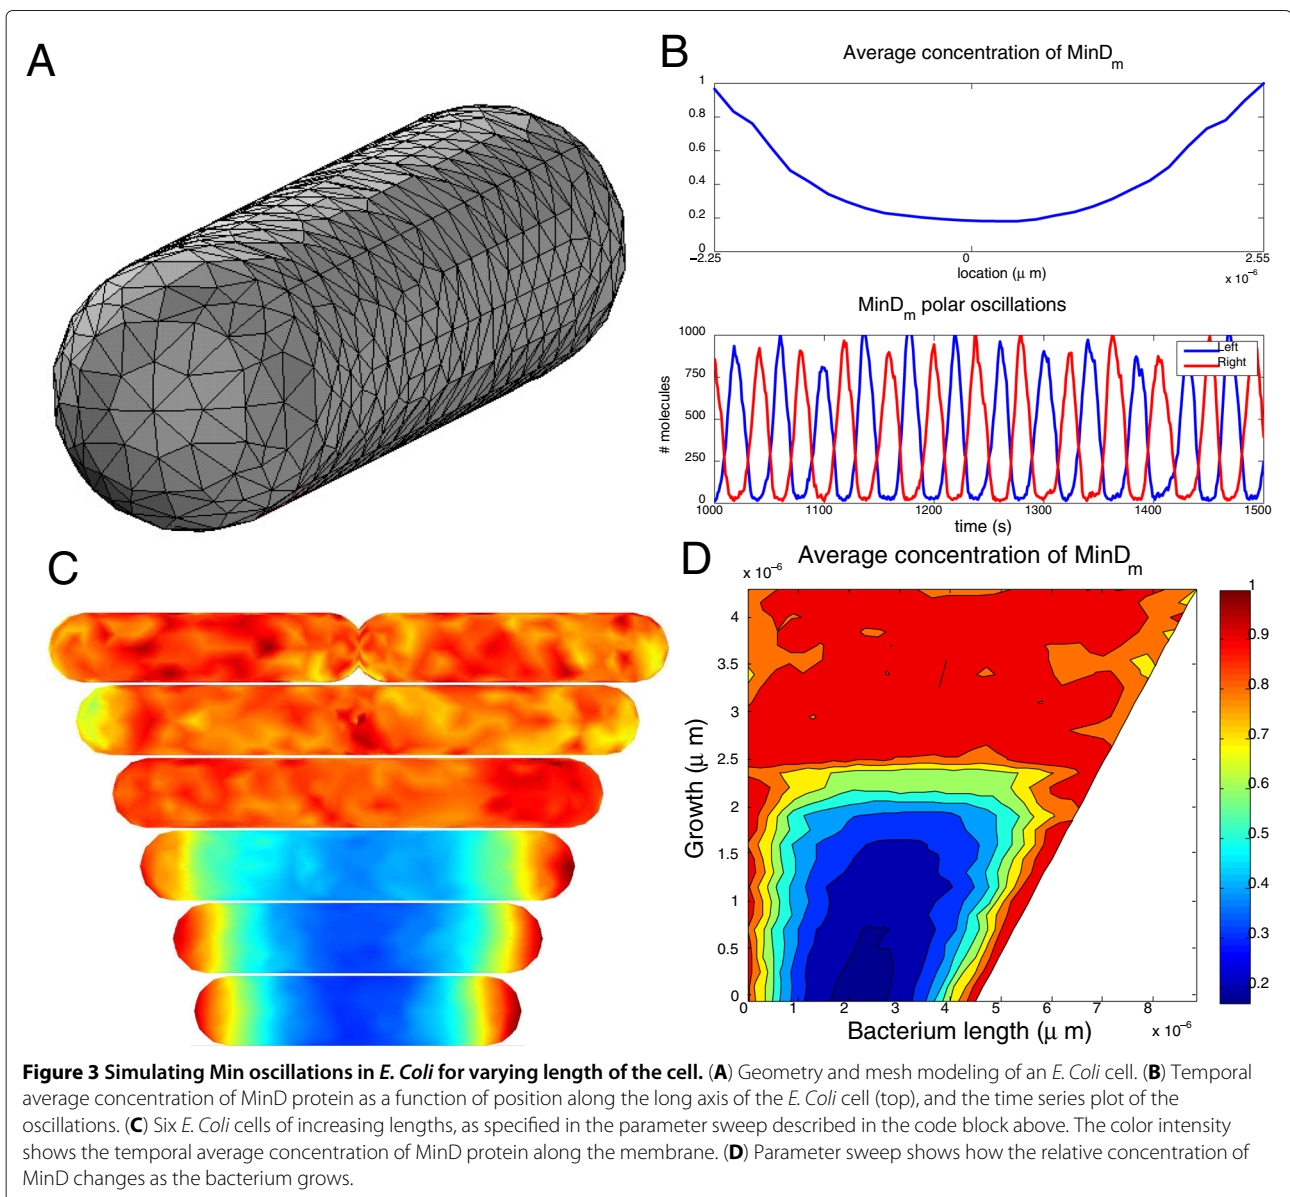 A
B
Average concentration of MinDm
1
0.8
0.6
0.4
0.2
0
−2.25
0
2.55
location (μ m)
x 10-6
MinDm polar oscillations
1000
750
500
250
0
# molecules
Left
Right
1000
1100
1200
1300
1400
1500
time (s)
C
D
Average concentration of MinDm
x 10-6
4
3.5
3
2.5
2
1.5
1
0.5
0
Growth (μ m)
0
1
2
3
4
5
6
7
8
Bacterium length (μ m)
x 10-6
1
0.9
0.8
0.7
0.6
0.5
0.4
0.3
0.2
Figure 3 Simulating Min oscillations in E. Coli for varying length of the cell. (A) Geometry and mesh modeling of an E. Coli cell. (B) Temporal
average concentration of MinD protein as a function of position along the long axis of the E. Coli cell (top), and the time series plot of the
oscillations. (C) Six E. Coli cells of increasing lengths, as specified in the parameter sweep described in the code block above. The color intensity
shows the temporal average concentration of MinD protein along the membrane. (D) Parameter sweep shows how the relative concentration of
MinD changes as the bacterium grows.